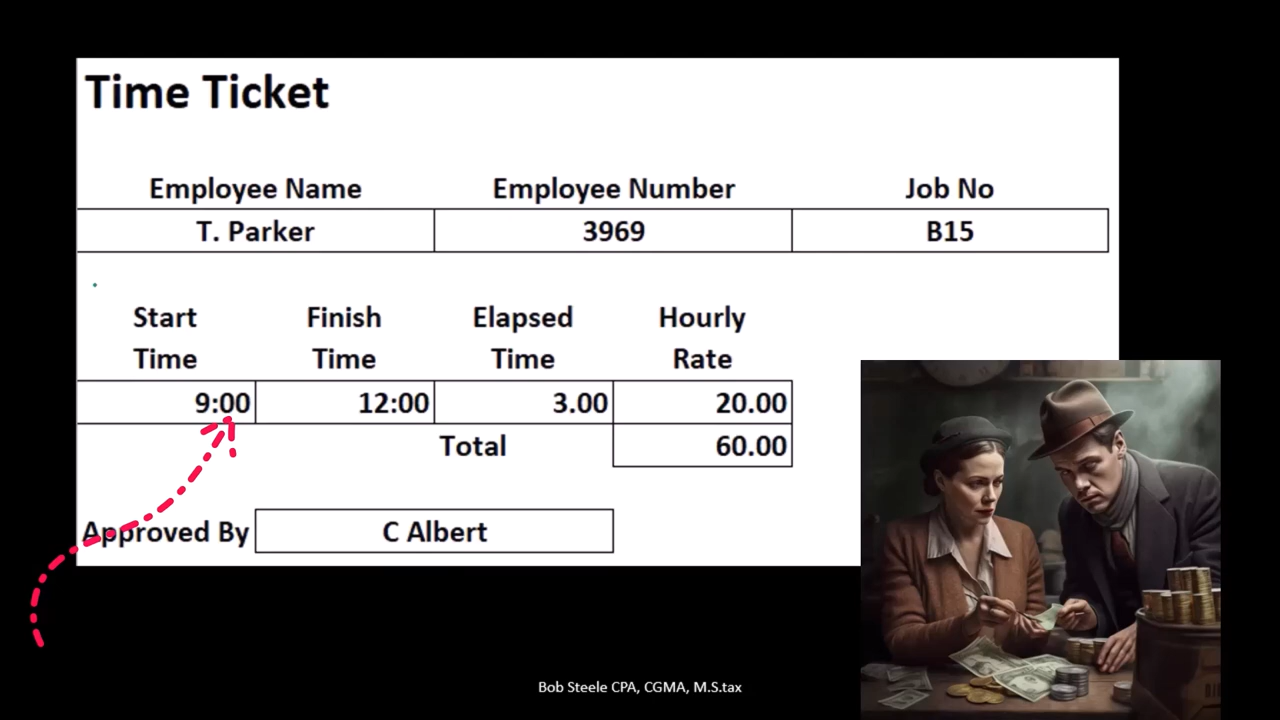 Time Ticket
Employee Name Employee Number Job No
T. Parker 3969 B15
Start Finish Elapsed Hourly
Time Time Time Rate
9:00 12:00 3.00 20.00
Total 60.00
Approved By C Albert
Bob Steele CPA, CGMA, M.S.tax